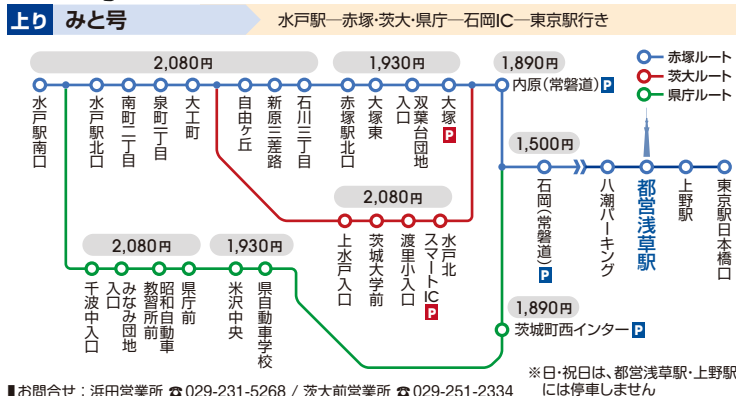 上り みと号 水戸駅―赤塚・茨大・県庁―石岡IC―東京駅行き
2,080円 1,930円 1,890円
赤塚ルート
茨大ルート
県庁ルート
水戸駅南口
水戸駅北口
南町二丁目
泉町一丁目
大工町
自由ヶ丘
新原三差路
石川三丁目
赤塚駅北口
大塚東
双葉台団地
入口
大塚 P
内原(常磐道) P
1,500円
石岡(常磐道) P
八潮パーキング
都営浅草駅
上野駅
東京駅日本橋口
2,080円
上水戸入口
茨城大学前
渡里小入口
水戸北
スマートIC P
2,080円 1,930円
千波中入口
みなみ団地
入口
昭和自動車
教習所前
県庁前
米沢中央
県自動車学校
1,890円
茨城町西インター P
※日・祝日は、都営浅草駅・上野駅
には停車しません
■お問合せ:浜田営業所 ☎029-231-5268 / 茨大前営業所 ☎029-251-2334